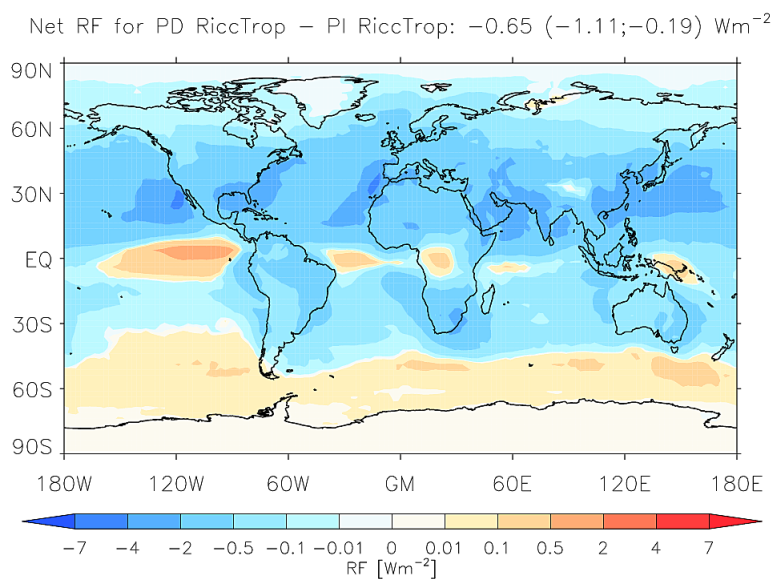 Net RF for PD RiccTrop – PI RiccTrop: −0.65 (−1.11;−0.19) Wm⁻²
90N
60N
30N
EQ
30S
60S
90S
180W 120W 60W GM 60E 120E 180E
−7 −4 −2 −0.5 −0.1 −0.01 0 0.01 0.1 0.5 2 4 7
RF [Wm⁻²]